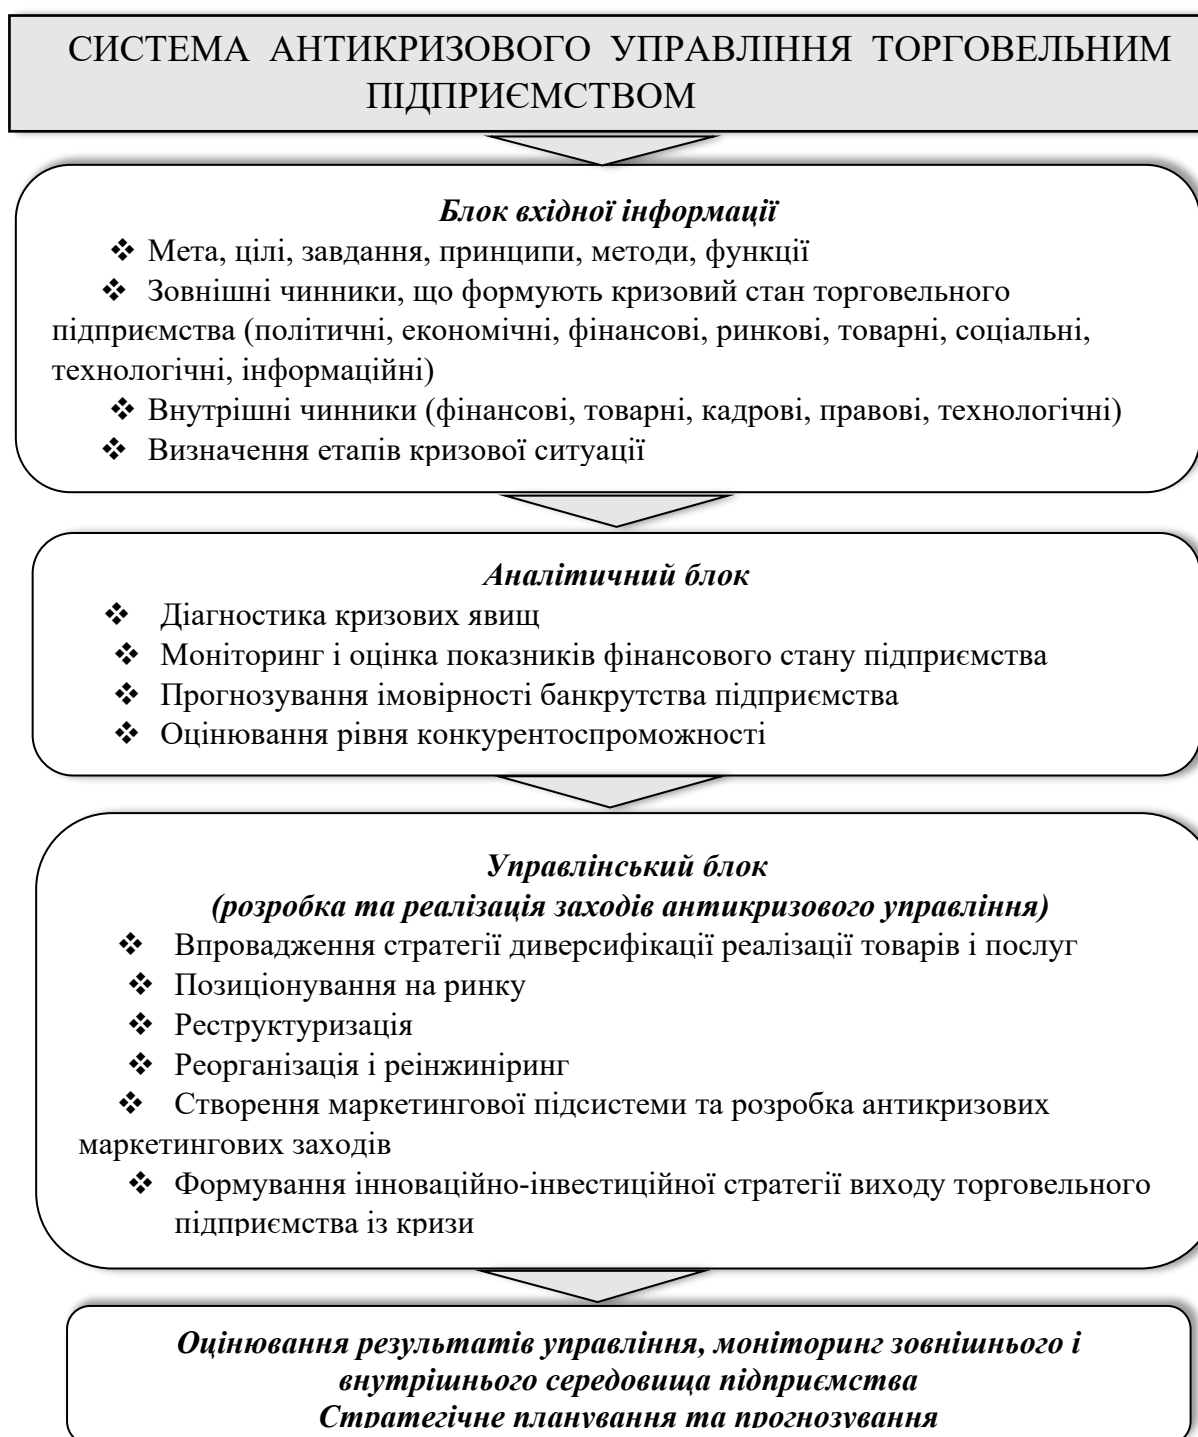 СИСТЕМА АНТИКРИЗОВОГО УПРАВЛІННЯ ТОРГОВЕЛЬНИМ
ПІДПРИЄМСТВОМ
Блок вхідної інформації
❖ Мета, цілі, завдання, принципи, методи, функції
❖ Зовнішні чинники, що формують кризовий стан торговельного
підприємства (політичні, економічні, фінансові, ринкові, товарні, соціальні,
технологічні, інформаційні)
❖ Внутрішні чинники (фінансові, товарні, кадрові, правові, технологічні)
❖ Визначення етапів кризової ситуації
Аналітичний блок
❖ Діагностика кризових явищ
❖ Моніторинг і оцінка показників фінансового стану підприємства
❖ Прогнозування імовірності банкрутства підприємства
❖ Оцінювання рівня конкурентоспроможності
Управлінський блок
(розробка та реалізація заходів антикризового управління)
❖ Впровадження стратегії диверсифікації реалізації товарів і послуг
❖ Позиціонування на ринку
❖ Реструктуризація
❖ Реорганізація і реінжиніринг
❖ Створення маркетингової підсистеми та розробка антикризових
маркетингових заходів
❖ Формування інноваційно-інвестиційної стратегії виходу торговельного
підприємства із кризи
Оцінювання результатів управління, моніторинг зовнішнього і
внутрішнього середовища підприємства
Стратегічне планування та прогнозування